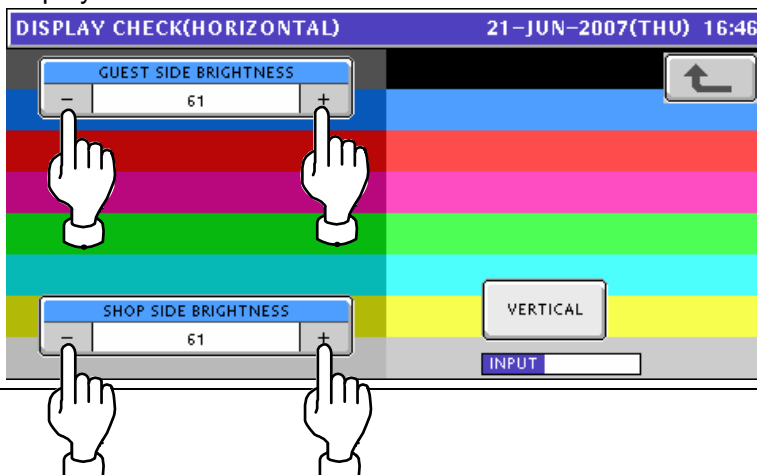 DISPLAY CHECK(HORIZONTAL) 21-JUN-2007(THU) 16:46
GUEST SIDE BRIGHTNESS
- 61 +
SHOP SIDE BRIGHTNESS
- 61 +
VERTICAL
INPUT